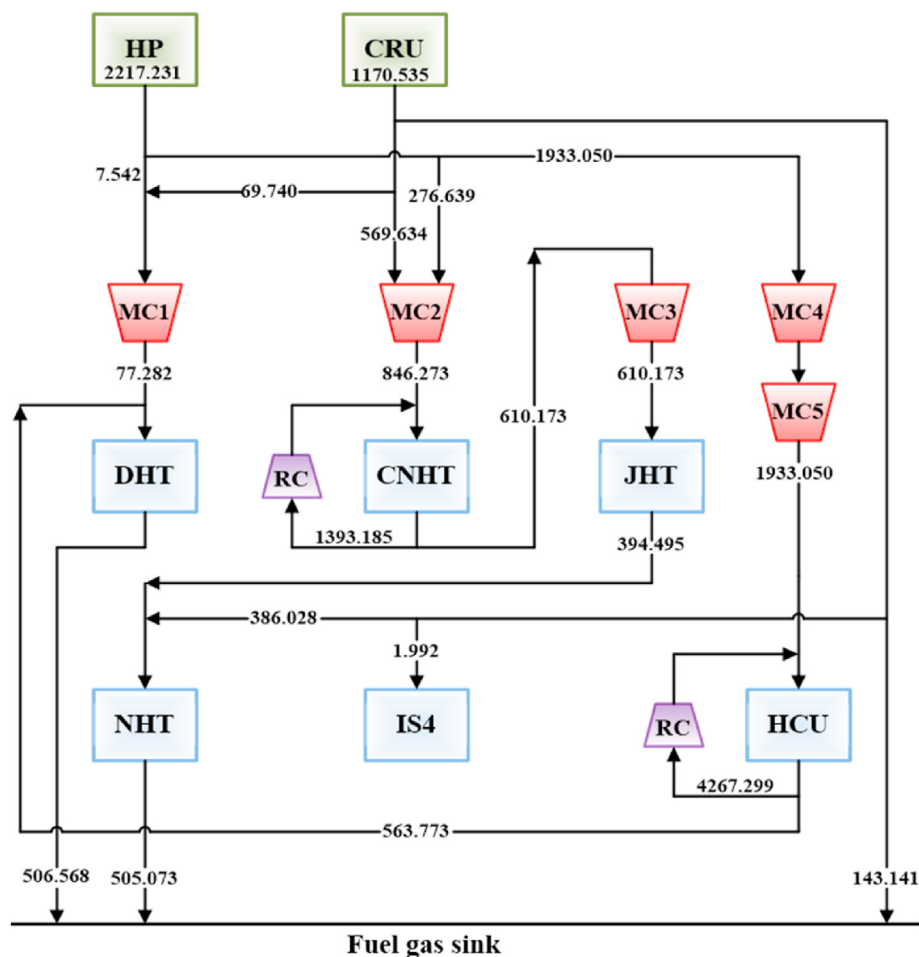 HP
2217.231
CRU
1170.535
1933.050
7.542
69.740
276.639
569.634
MC1
MC2
MC3
MC4
77.282
846.273
610.173
610.173
MC5
DHT
RC
CNHT
JHT
1933.050
1393.185
394.495
386.028
1.992
NHT
IS4
RC
HCU
4267.299
563.773
506.568
505.073
143.141
Fuel gas sink